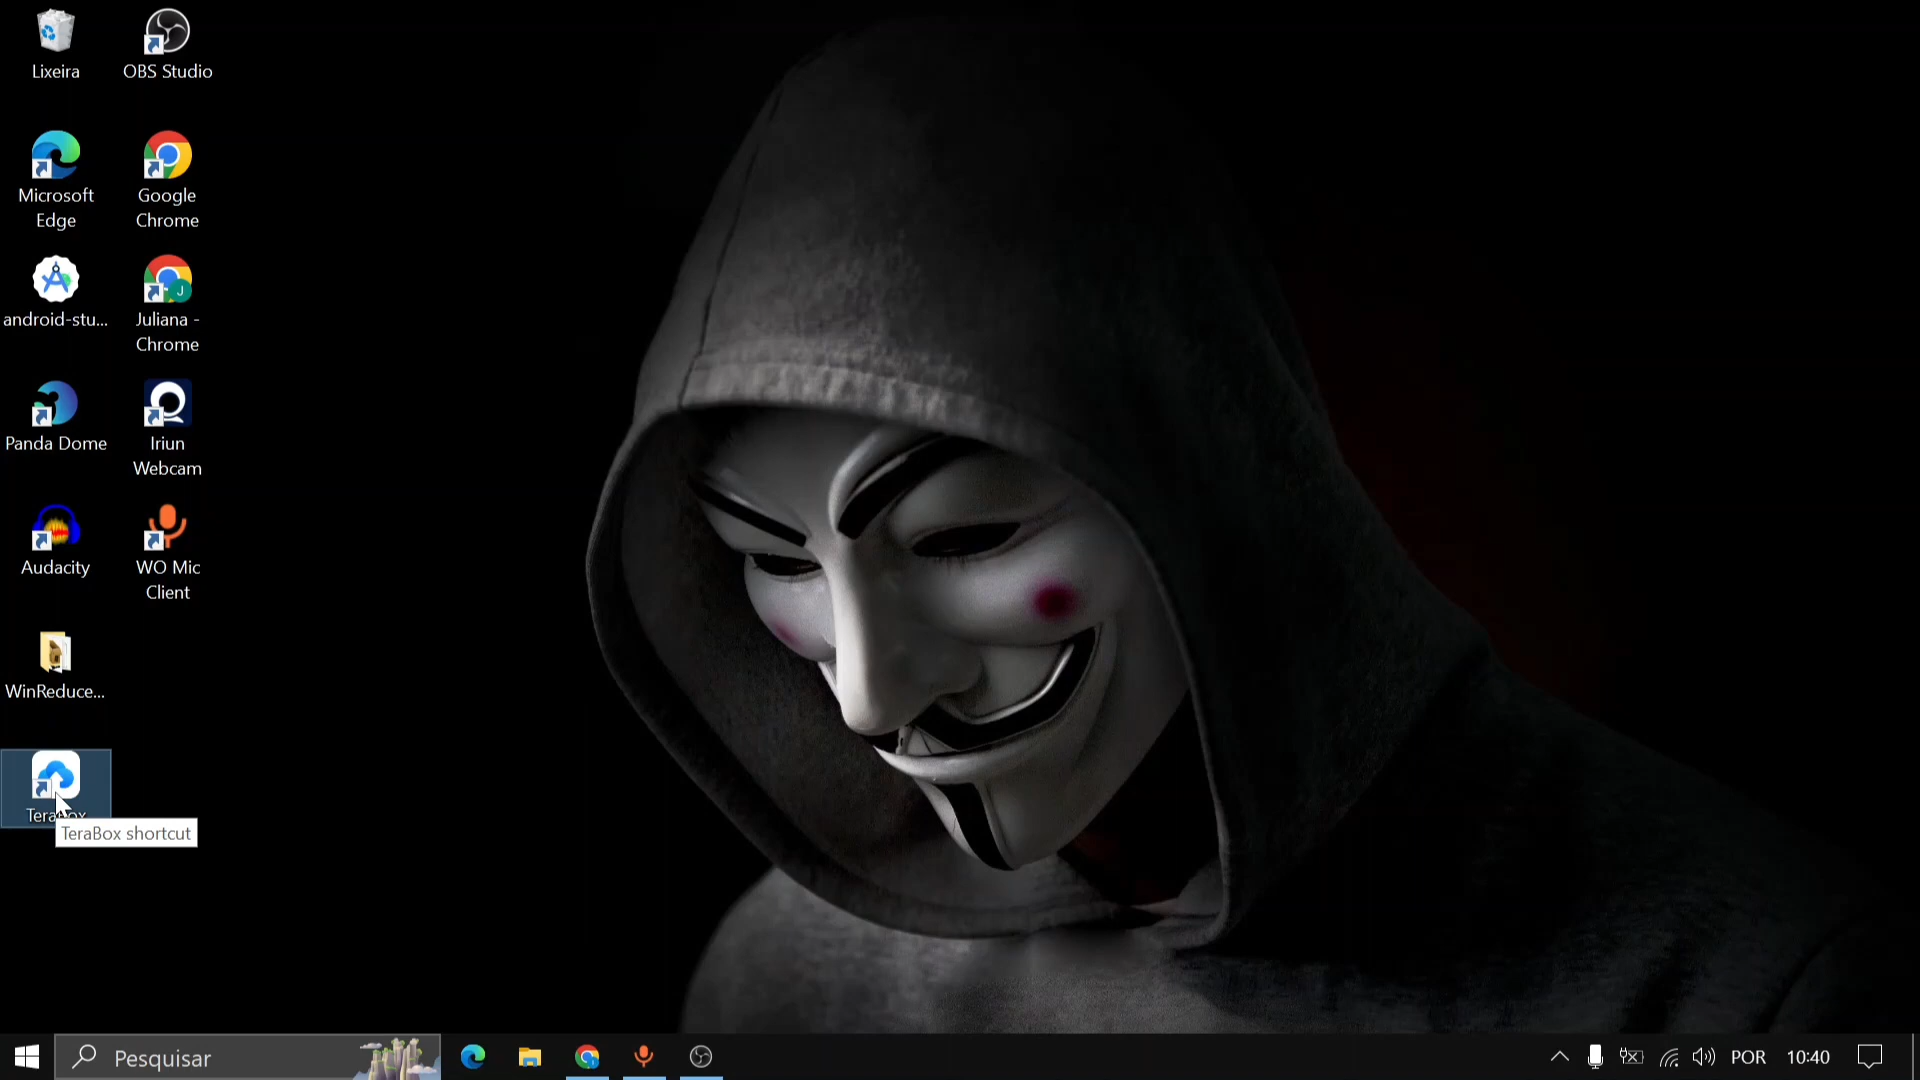 Lixeira
OBS Studio
Microsoft
Edge
Google
Chrome
android-stu...
Juliana -
Chrome
J
Panda Dome
Iriun
Webcam
Audacity
WO Mic
Client
WinReduce...
TeraBox
TeraBox shortcut
Pesquisar
POR
10:40